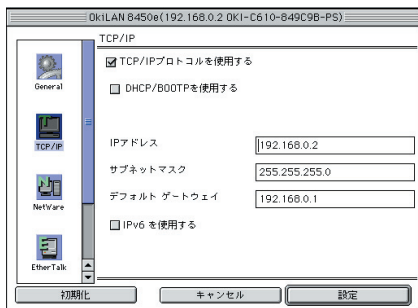 OkiLAN 8450e(192.168.0.2 OKI-C610-849C9B-PS)
TCP/IP
General
TCP/IP
NetWare
EtherTalk
TCP/IPプロトコルを使用する
DHCP/BOOTPを使用する
IPアドレス 192.168.0.2
サブネットマスク 255.255.255.0
デフォルト ゲートウェイ 192.168.0.1
IPv6 を使用する
初期化 キャンセル 設定